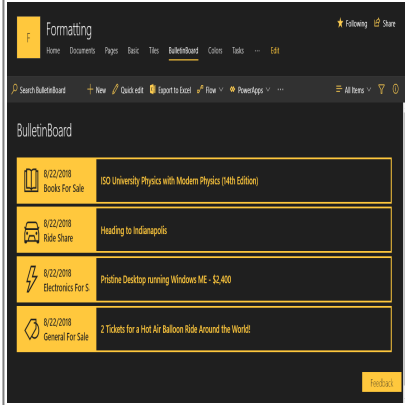 F
Formatting
Following Share
Home Documents Pages Basic Tiles BulletinBoard Colors Tasks ··· Edit
Search BulletinBoard + New Quick edit Export to Excel Flow PowerApps ··· All Items
BulletinBoard
8/22/2018
Books For Sale
ISO University Physics with Modern Physics (14th Edition)
8/22/2018
Ride Share
Heading to Indianapolis
8/22/2018
Electronics For S
Pristine Desktop running Windows ME - $2,400
8/22/2018
General For Sale
2 Tickets for a Hot Air Balloon Ride Around the World!
Feedback